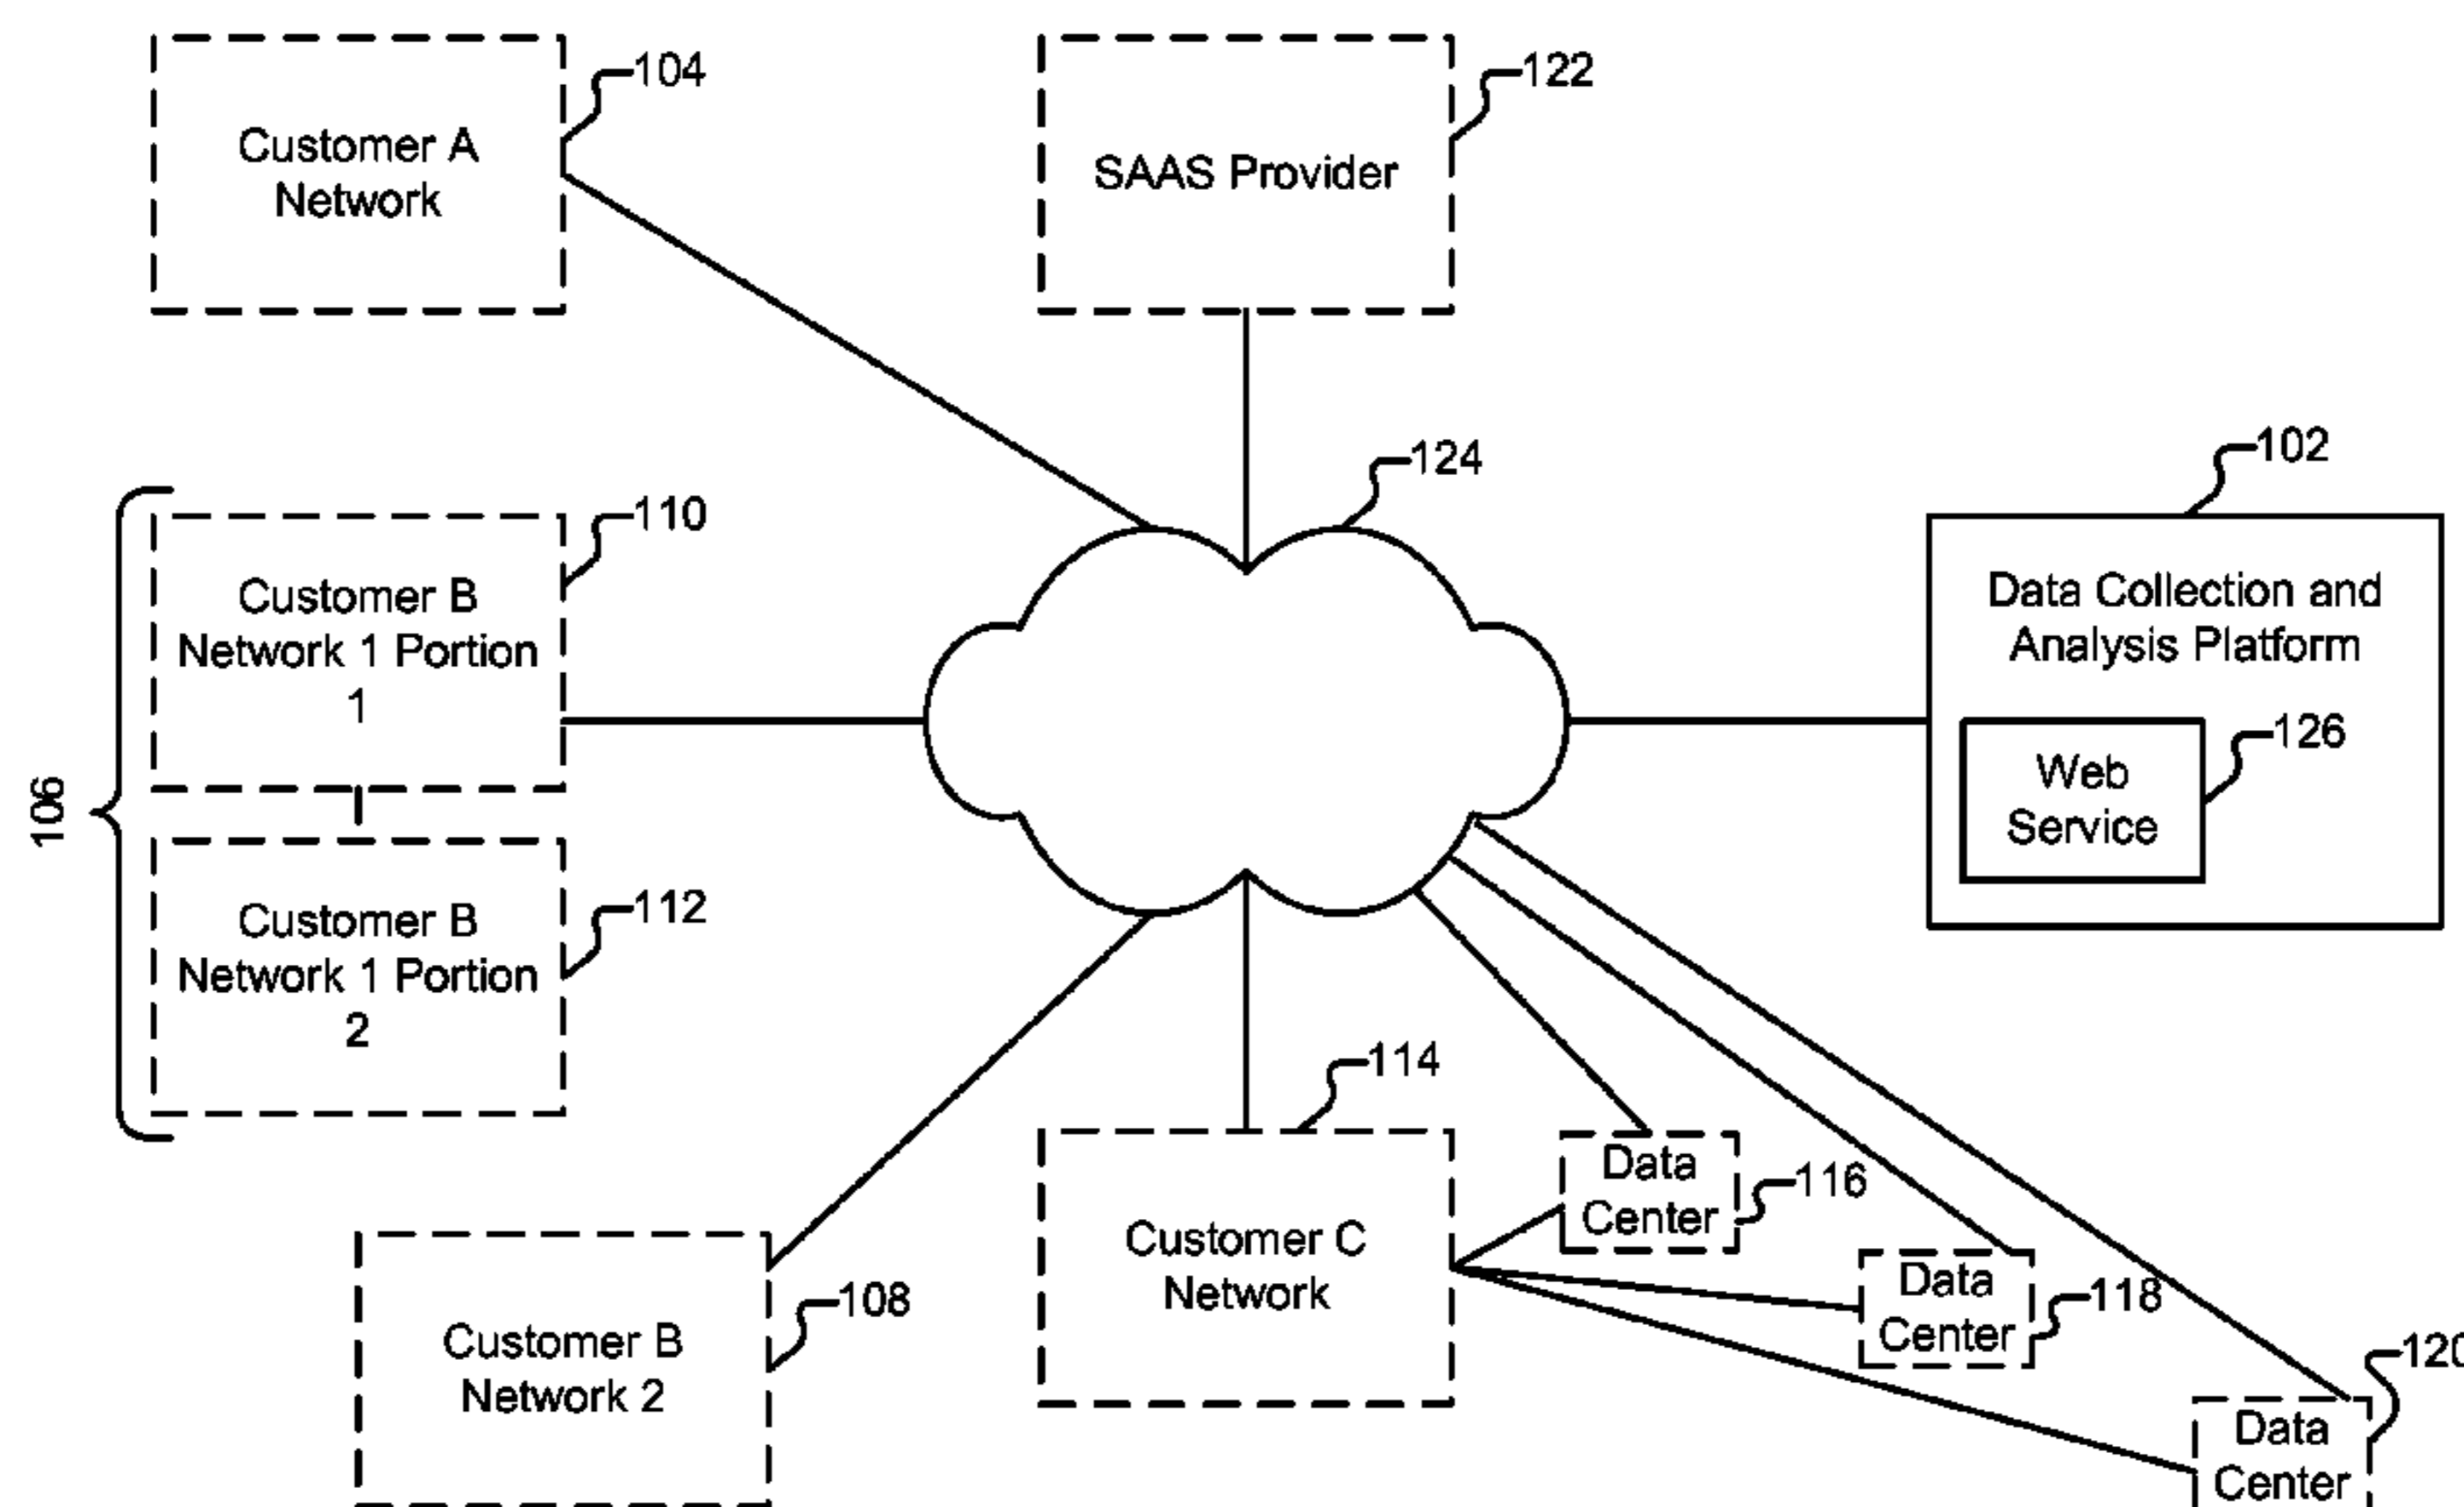 104
Customer A
Network
122
SAAS Provider
124
102
Data Collection and
Analysis Platform
126
Web
Service
106
110
Customer B
Network 1 Portion
1
112
Customer B
Network 1 Portion
2
108
Customer B
Network 2
114
Customer C
Network
Data
Center
116
Data
Center
118
120
Data
Center